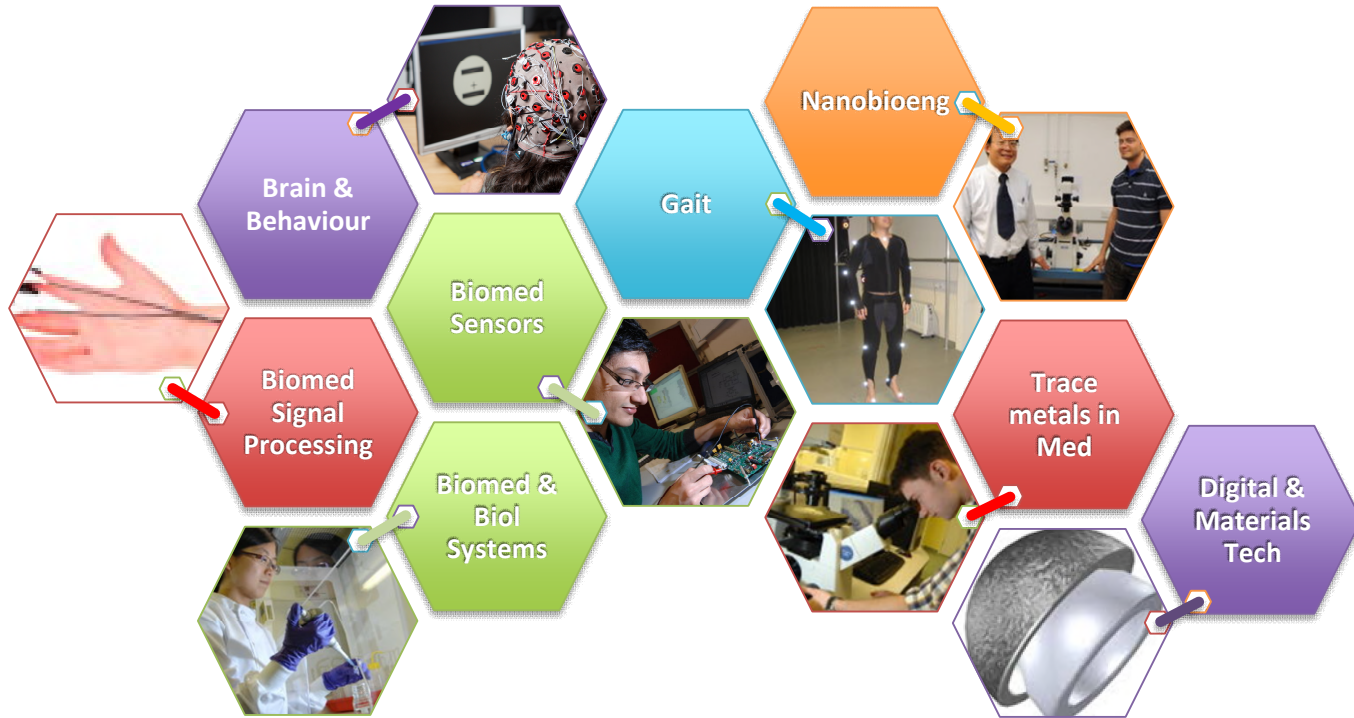 Nanobioeng
Brain &
Behaviour
Gait
Biomed
Sensors
Biomed
Signal
Processing
Trace
metals in
Med
Biomed &
Biol
Systems
Digital &
Materials
Tech